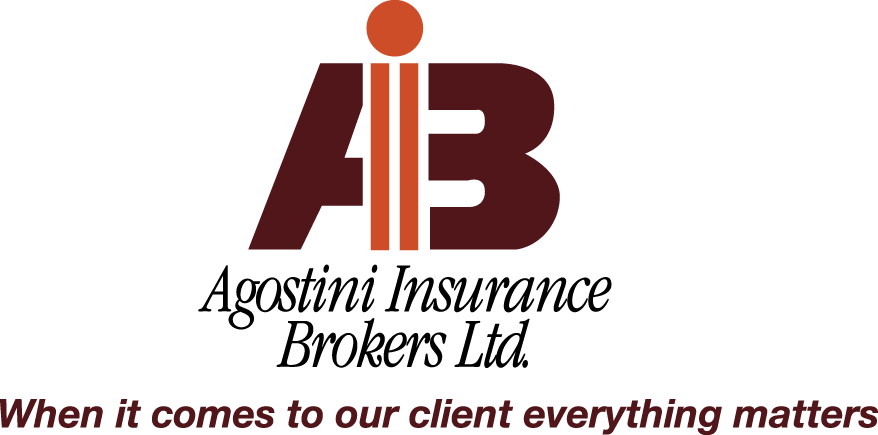 AiB
Agostini Insurance
Brokers Ltd.
When it comes to our client everything matters